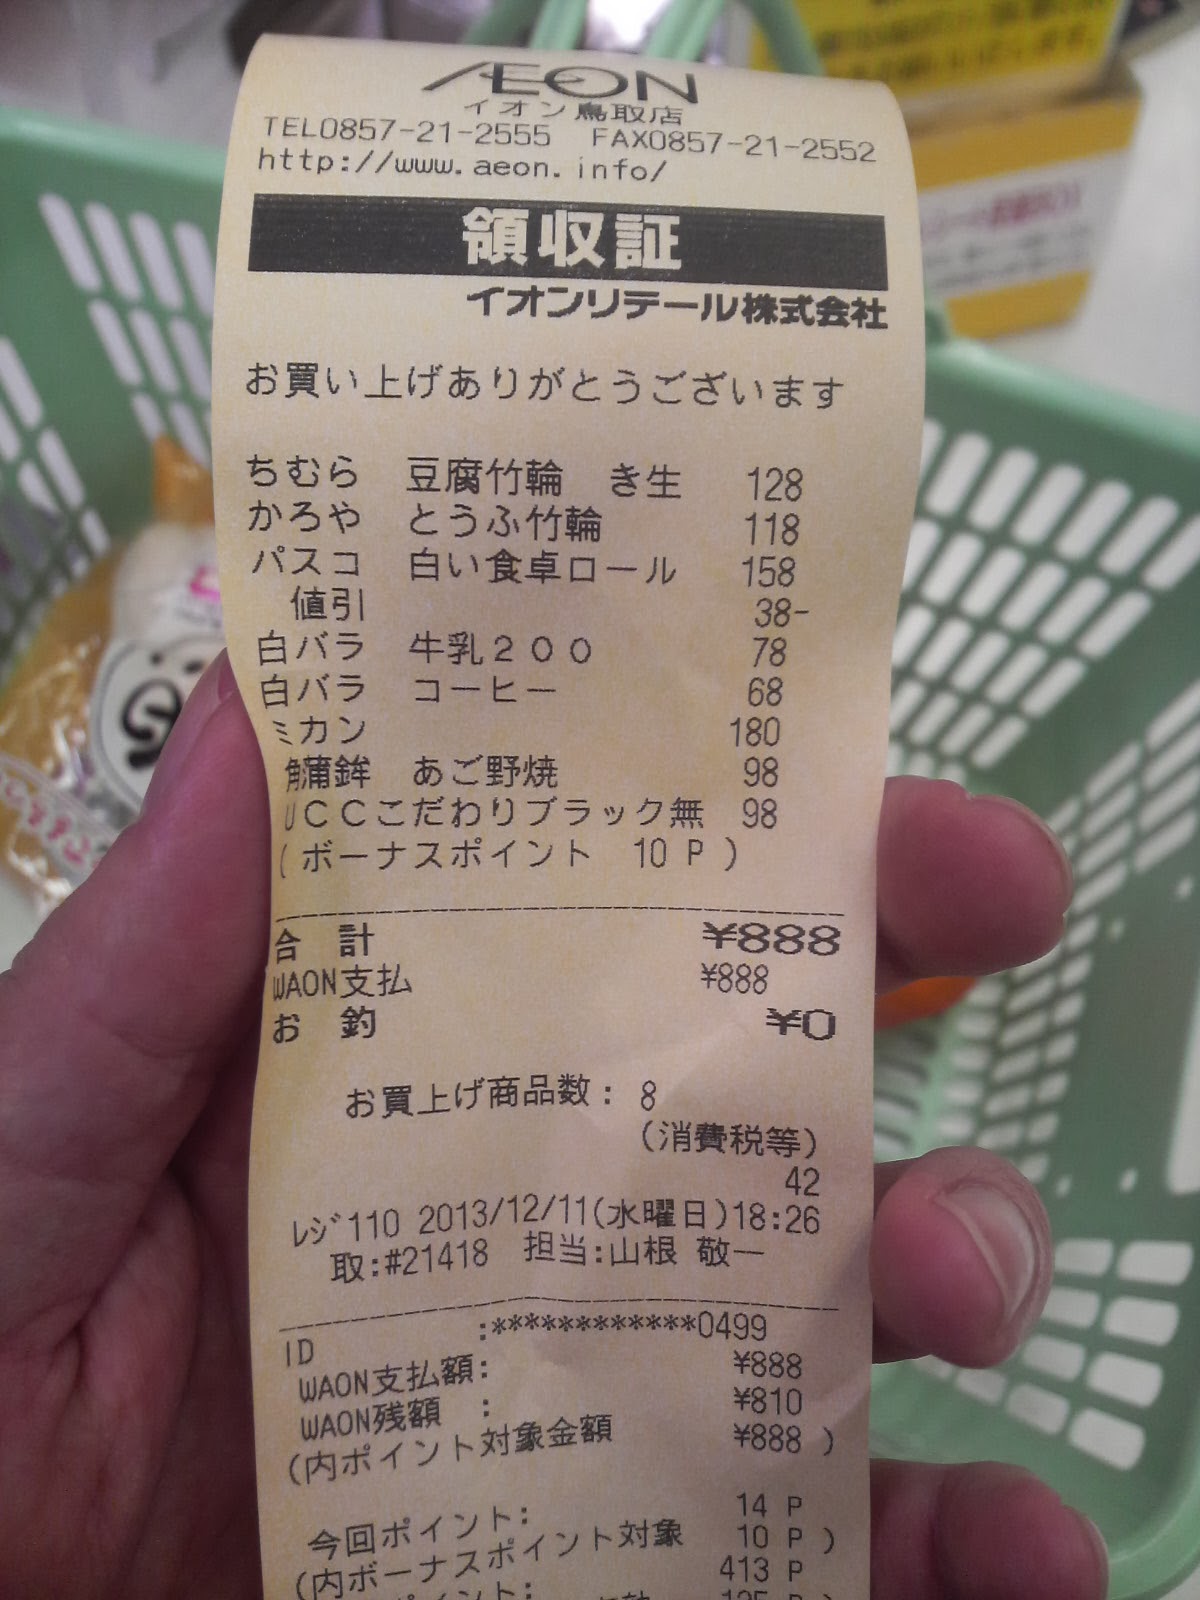 ÆON
イオン鳥取店
TEL0857-21-2555 FAX0857-21-2552
http://www.aeon.info/
領収証
イオンリテール株式会社
お買い上げありがとうございます
ちむら 豆腐竹輪 き生 128
かろや とうふ竹輪 118
パスコ 白い食卓ロール 158
値引 38-
白バラ 牛乳200 78
白バラ コーヒー 68
ミカン 180
蒲鉾 あご野焼 98
UCCこだわりブラック無 98
(ボーナスポイント 10P)
合計 ¥888
WAON支払 ¥888
お釣 ¥0
お買上げ商品数: 8
(消費税等)
42
レジ110 2013/12/11(水曜日)18:26
取:#21418 担当:山根 敬一
ID :************0499
WAON支払額: ¥888
WAON残額 : ¥810
(内ポイント対象金額 ¥888)
今回ポイント: 14 P
(内ボーナスポイント対象 10 P)
413 P